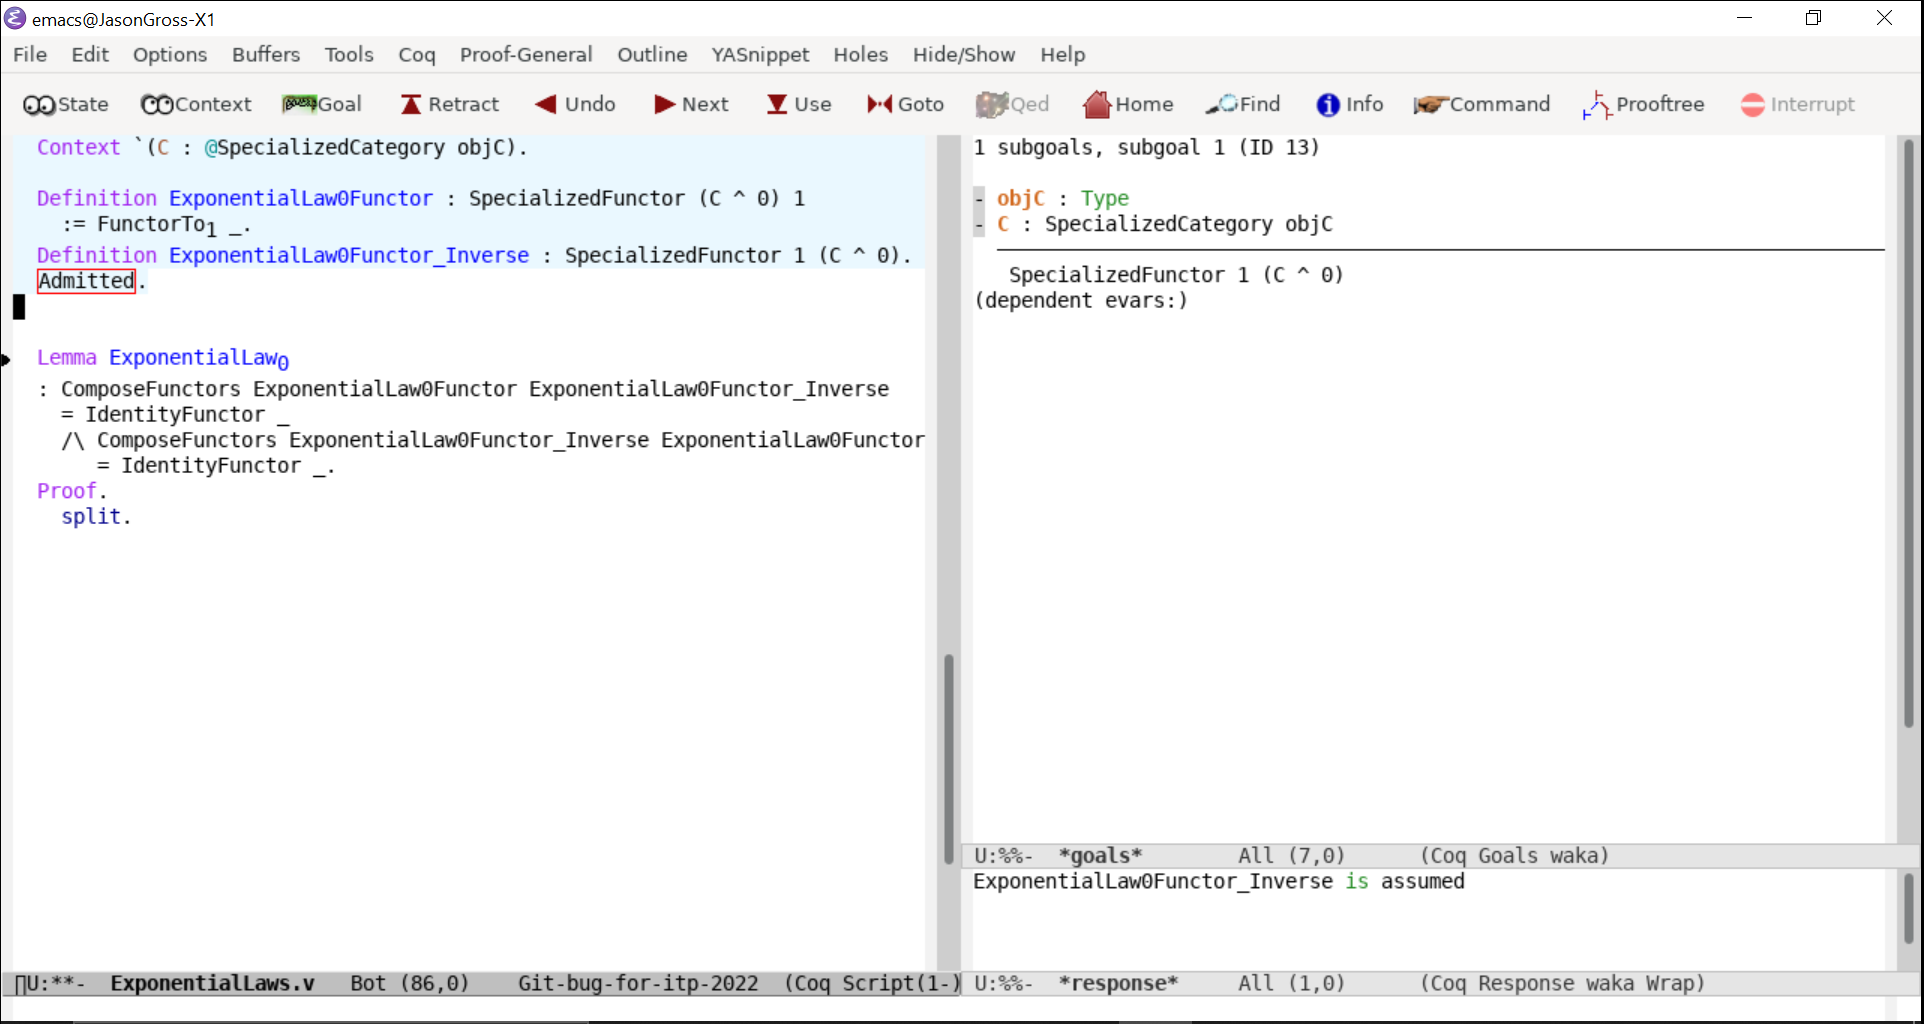 emacs@JasonGross-X1
File Edit Options Buffers Tools Coq Proof-General Outline YASnippet Holes Hide/Show Help
State Context Goal Retract Undo Next Use Goto Qed Home Find Info Command Prooftree Interrupt
Context `(C : @SpecializedCategory objC).
Definition ExponentialLaw0Functor : SpecializedFunctor (C ^ 0) 1
:= FunctorTo1 _.
Definition ExponentialLaw0Functor_Inverse : SpecializedFunctor 1 (C ^ 0).
Admitted.
Lemma ExponentialLaw0
: ComposeFunctors ExponentialLaw0Functor ExponentialLaw0Functor_Inverse
= IdentityFunctor _
/\ ComposeFunctors ExponentialLaw0Functor_Inverse ExponentialLaw0Functor
= IdentityFunctor _.
Proof.
split.
U:**- ExponentialLaws.v Bot (86,0) Git-bug-for-itp-2022 (Coq Script(1-)
1 subgoals, subgoal 1 (ID 13)
- objC : Type
- C : SpecializedCategory objC
SpecializedFunctor 1 (C ^ 0)
(dependent evars:)
U:%%- *goals* All (7,0) (Coq Goals waka)
ExponentialLaw0Functor_Inverse is assumed
U:%%- *response* All (1,0) (Coq Response waka Wrap)